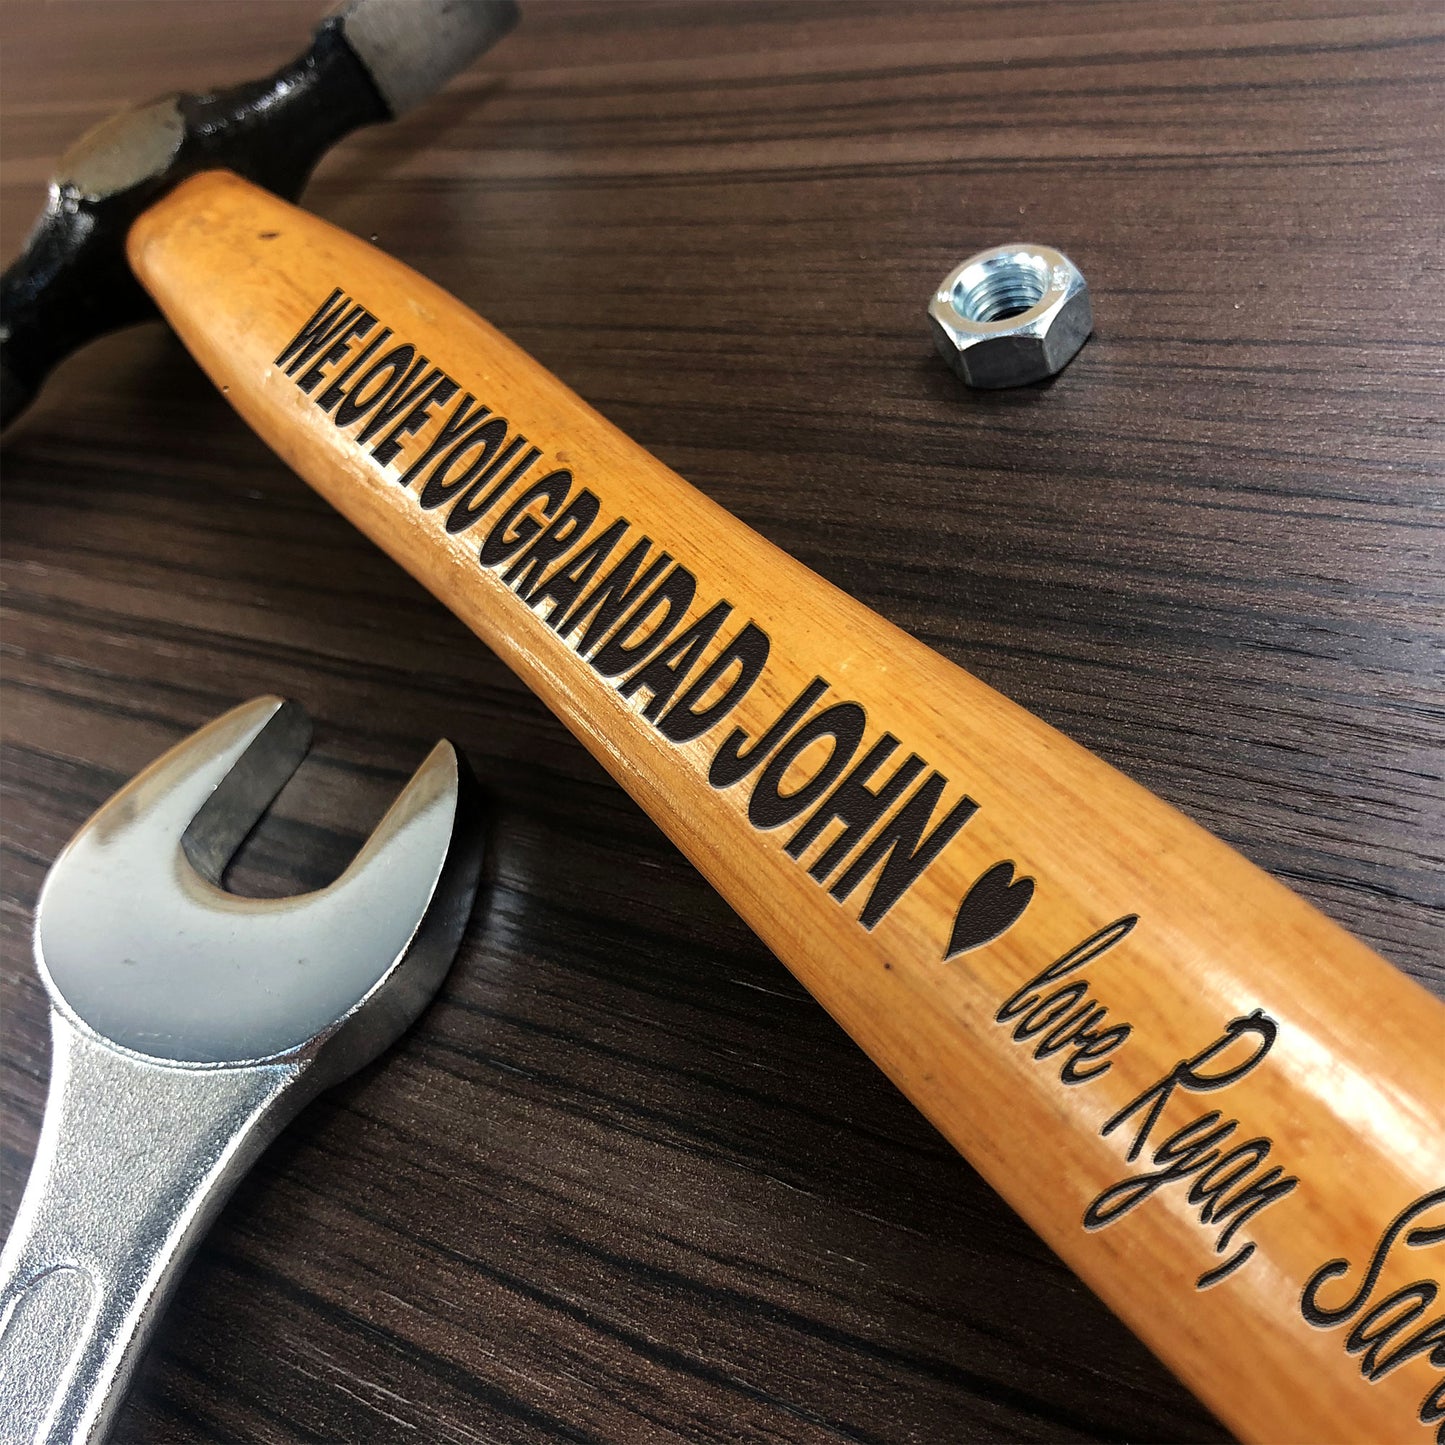 WE LOVE YOU GRANDAD JOHN ♥ love Ryan,